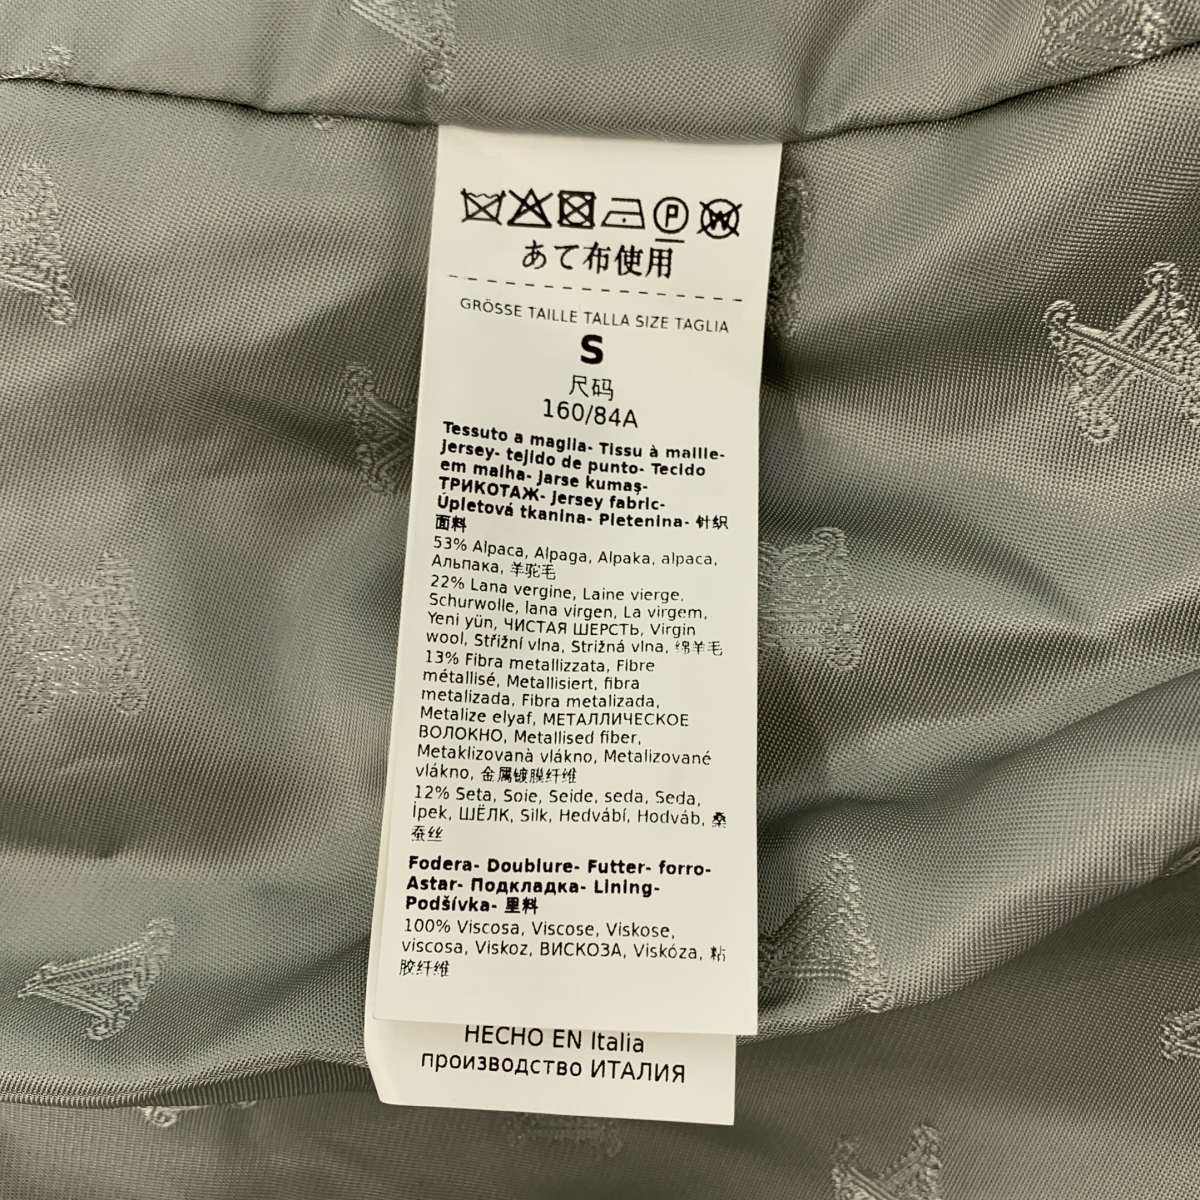 あて布使用
GRÖSSE TAILLE TALLA SIZE TAGLIA
S
尺码
160/84A
Tessuto a maglia- Tissu à maille-
Jersey- tejido de punto- Tecido
em malha- Jarse kumaş-
ТРИКОТАЖ- Jersey fabric-
Úpletová tkanina- Pletenina- 针织
面料
53% Alpaca, Alpaga, Alpaka, alpaca,
Альпака, 羊驼毛
22% Lana vergine, Laine vierge,
Schurwolle, lana virgen, La virgem,
Yeni yün, ЧИСТАЯ ШЕРСТЬ, Virgin
wool, Střižní vlna, Strižná vlna, 绵羊毛
13% Fibra metallizzata, Fibre
métallisé, Metallisiert, fibra
metalizada, Fibra metalizada,
Metalize elyaf, МЕТАЛЛИЧЕСКОЕ
ВОЛОКНО, Metallised fiber,
Metaklizovanà vlákno, Metalizované
vlákno, 金属镀膜纤维
12% Seta, Soie, Seide, seda, Seda,
İpek, ШЁЛК, Silk, Hedvábí, Hodváb, 桑
蚕丝
Fodera- Doublure- Futter- forro-
Astar- Подкладка- Lining-
Podšívka- 里料
100% Viscosa, Viscose, Viskose,
viscosa, Viskoz, ВИСКОЗА, Viskóza, 粘
胶纤维
HECHO EN Italia
производство ИТАЛИЯ